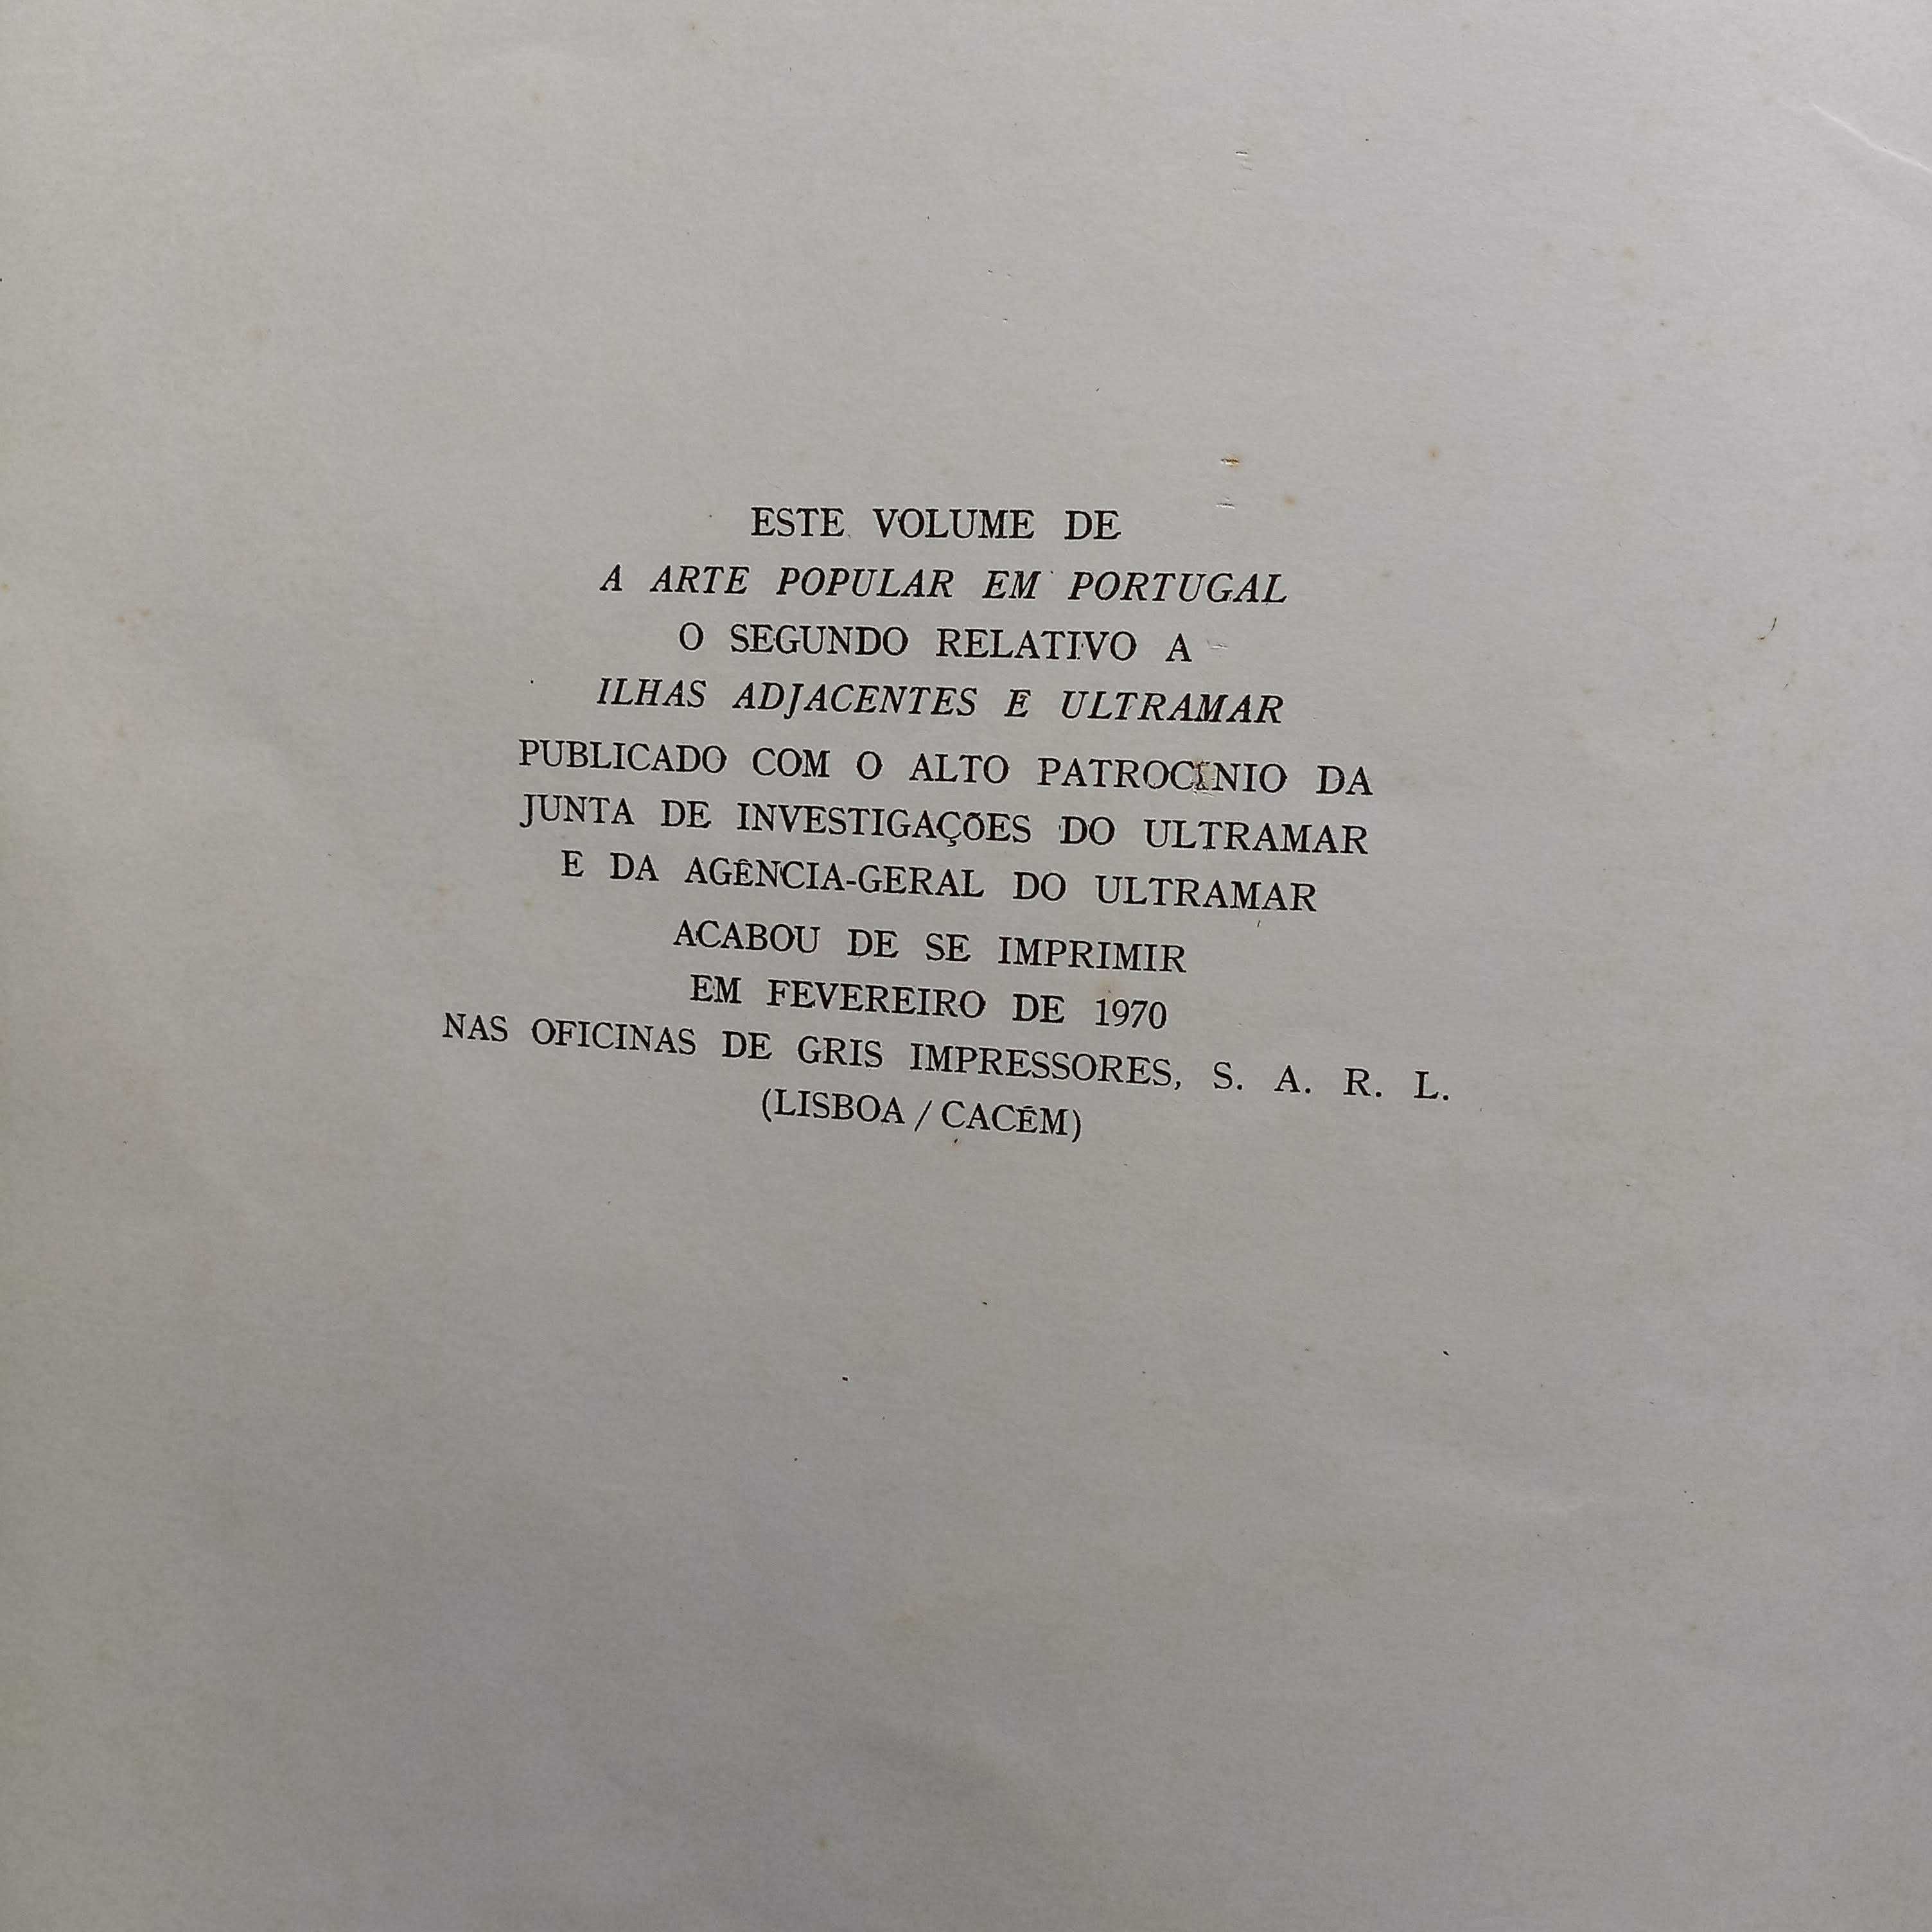 ESTE VOLUME DE
A ARTE POPULAR EM PORTUGAL
O SEGUNDO RELATIVO A
ILHAS ADJACENTES E ULTRAMAR
PUBLICADO COM O ALTO PATROCÍNIO DA
JUNTA DE INVESTIGAÇÕES DO ULTRAMAR
E DA AGÊNCIA-GERAL DO ULTRAMAR
ACABOU DE SE IMPRIMIR
EM FEVEREIRO DE 1970
NAS OFICINAS DE GRIS IMPRESSORES, S. A. R. L.
(LISBOA / CACÉM)